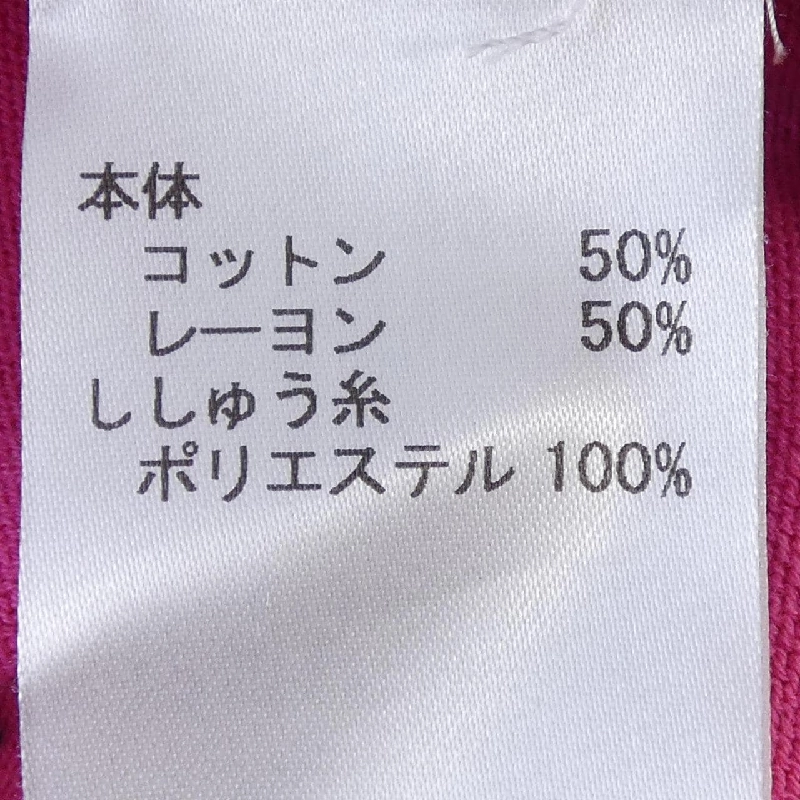 本体
コットン 50%
レーヨン 50%
ししゅう糸
ポリエステル 100%